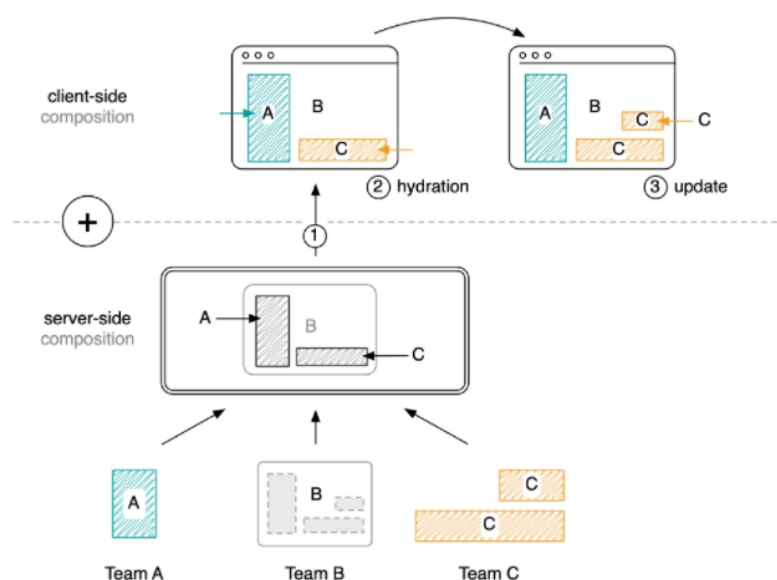 client-side
composition
A
B
C
② hydration
A
B
C
C
C
③ update
+
①
server-side
composition
A
B
C
A
B
C
C
Team A
Team B
Team C